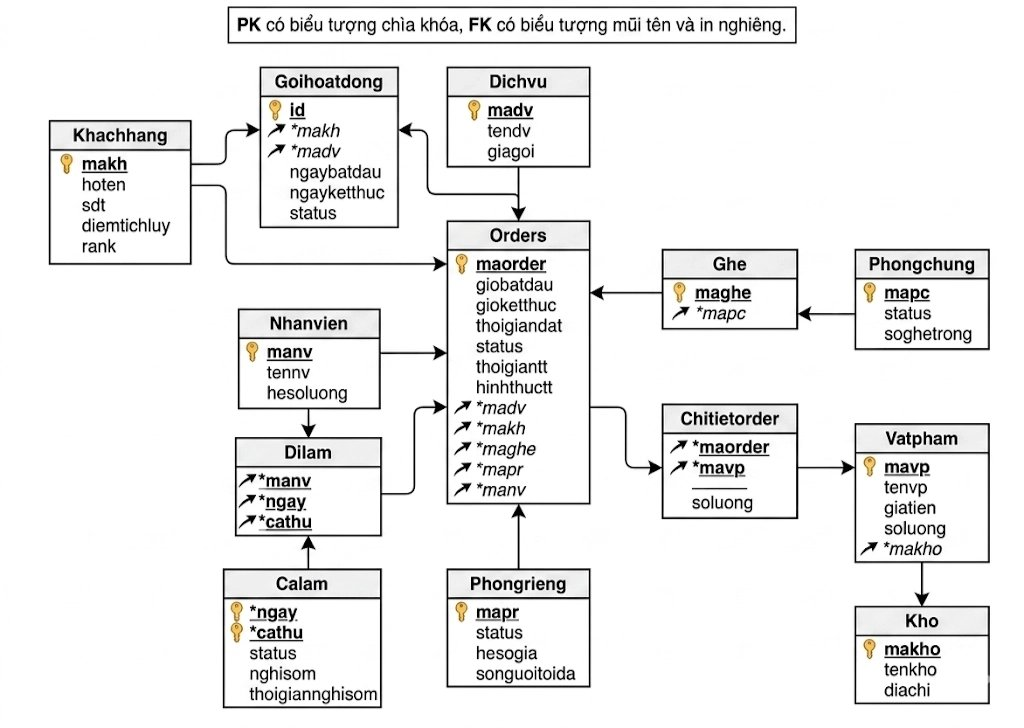 PK có biểu tượng chìa khóa, FK có biểu tượng mũi tên và in nghiêng.
Goihoatdong
id
*makh
*madv
ngaybatdau
ngayketthuc
status
Dichvu
madv
tendv
giagoi
Khachhang
makh
hoten
sdt
diemtichluy
rank
Orders
maorder
giobatdau
gioketthuc
thoigiandat
status
thoigiantt
hinhthuctt
*madv
*makh
*maghe
*mapr
*manv
Ghe
maghe
*mapc
Phongchung
mapc
status
soghetrong
Nhanvien
manv
tennv
hesoluong
Dilam
*manv
*ngay
*cathu
Chitietorder
*maorder
*mavp
soluong
Vatpham
mavp
tenvp
giatien
soluong
*makho
Calam
*ngay
*cathu
status
nghisom
thoigiannghisom
Phongrieng
mapr
status
hesogia
songuoitoida
Kho
makho
tenkho
diachi